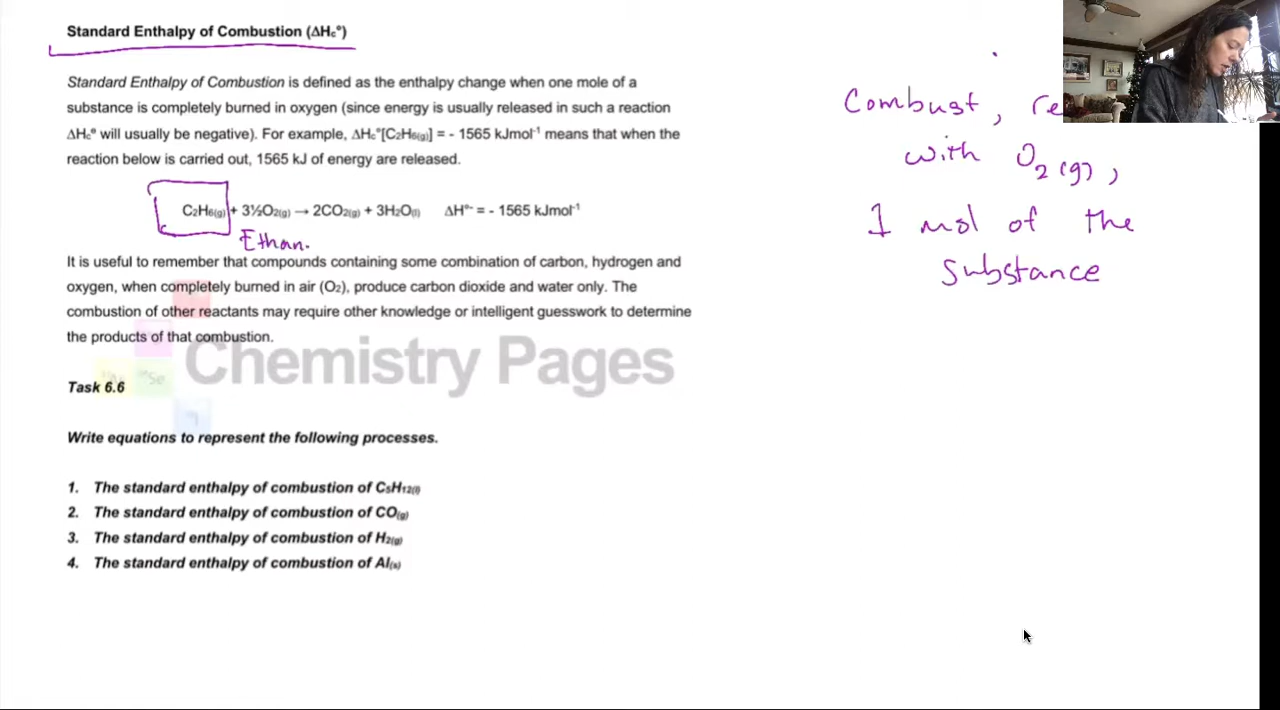 Standard Enthalpy of Combustion (ΔHc°)
Standard Enthalpy of Combustion is defined as the enthalpy change when one mole of a
substance is completely burned in oxygen (since energy is usually released in such a reaction
ΔHc° will usually be negative). For example, ΔHc°[C2H6(g)] = - 1565 kJmol-1 means that when the
reaction below is carried out, 1565 kJ of energy are released.
C2H6(g) + 3½O2(g) → 2CO2(g) + 3H2O(l) ΔH° = - 1565 kJmol-1
Ethan.
It is useful to remember that compounds containing some combination of carbon, hydrogen and
oxygen, when completely burned in air (O2), produce carbon dioxide and water only. The
combustion of other reactants may require other knowledge or intelligent guesswork to determine
the products of that combustion.
Chemistry Pages
Se
Task 6.6
Write equations to represent the following processes.
1. The standard enthalpy of combustion of C5H12(l)
2. The standard enthalpy of combustion of CO(g)
3. The standard enthalpy of combustion of H2(g)
4. The standard enthalpy of combustion of Al(s)
Combust, re
with O2(g),
1 mol of the
substance